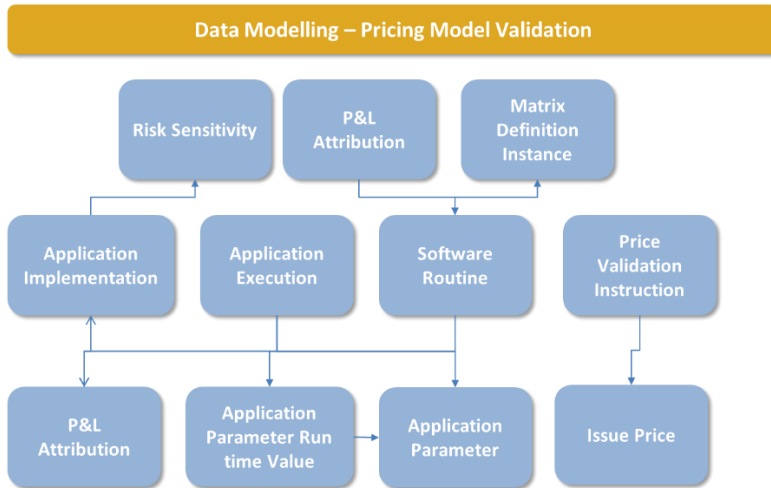 Data Modelling – Pricing Model Validation
Risk Sensitivity
P&L
Attribution
Matrix
Definition
Instance
Application
Implementation
Application
Execution
Software
Routine
Price
Validation
Instruction
P&L
Attribution
Application
Parameter Run
time Value
Application
Parameter
Issue Price